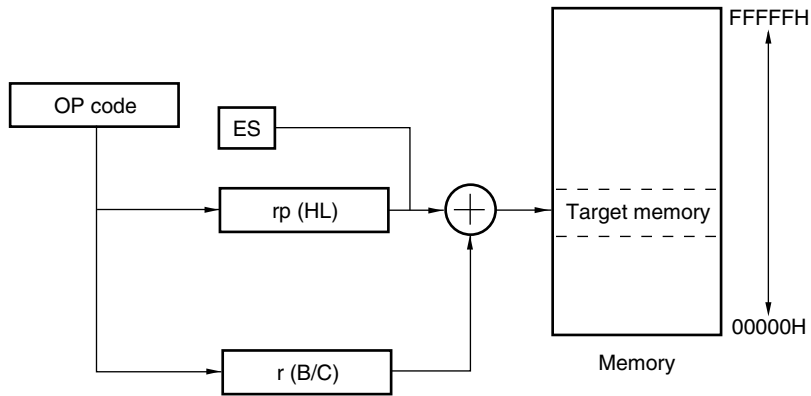 FFFFFH
OP code
ES
rp (HL)
Target memory
r (B/C)
00000H
Memory